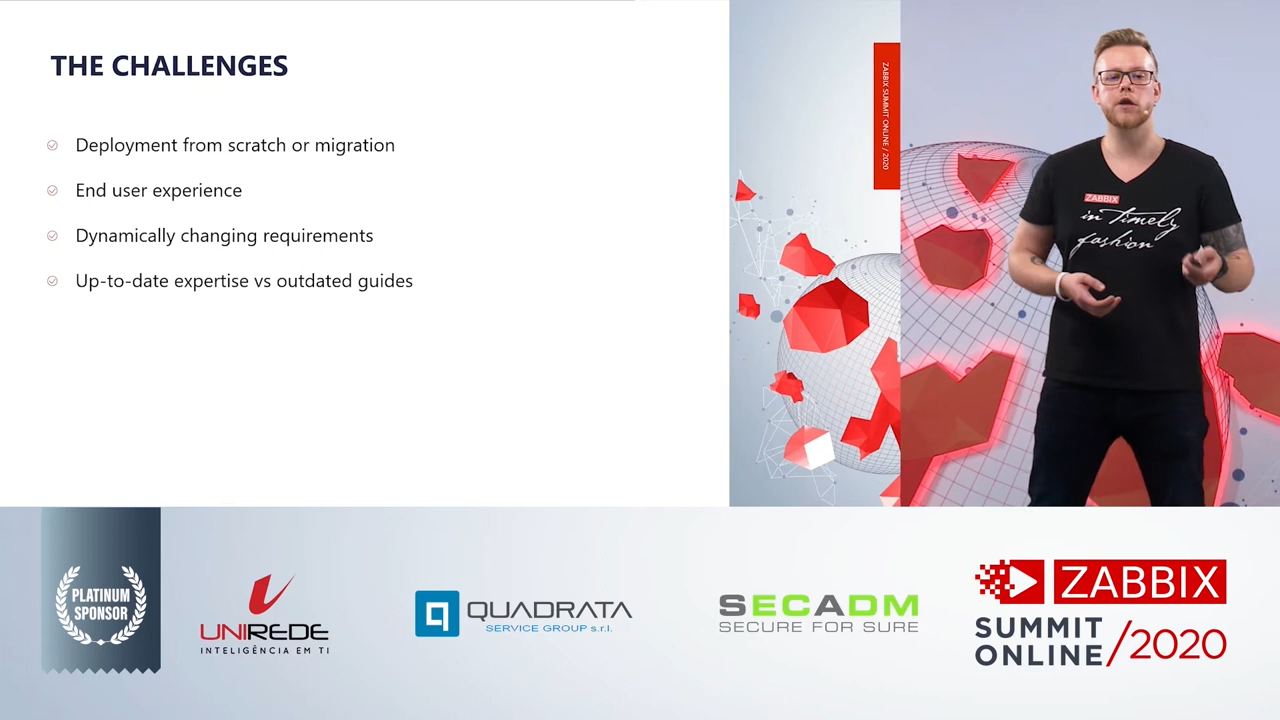 THE CHALLENGES
Deployment from scratch or migration
End user experience
Dynamically changing requirements
Up-to-date expertise vs outdated guides
ZABBIX SUMMIT ONLINE / 2020
ZABBIX
in timely
fashion
PLATINUM
SPONSOR
UNIREDE
INTELIGÊNCIA EM TI
QUADRATA
SERVICE GROUP s.r.l.
SECADM
SECURE FOR SURE
ZABBIX
SUMMIT
ONLINE /2020